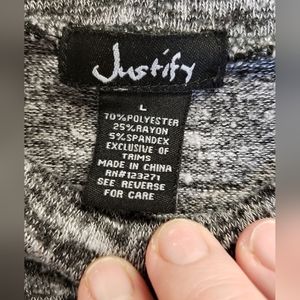 Justify
L
70%POLYESTER
25%RAYON
5%SPANDEX
EXCLUSIVE OF
TRIMS
MADE IN CHINA
RN#123271
SEE REVERSE
FOR CARE